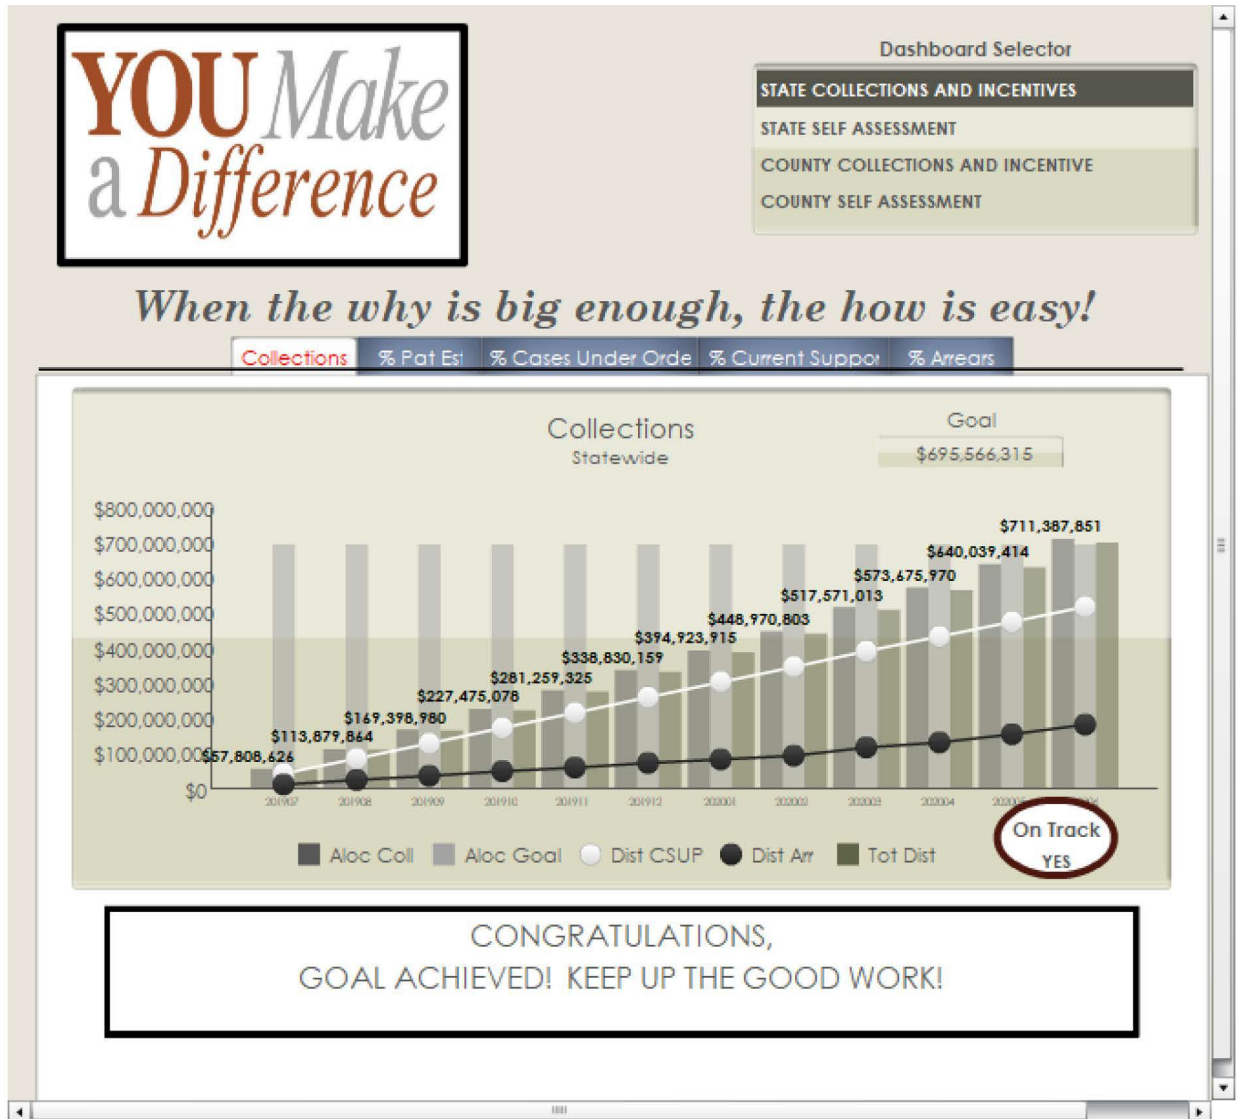 YOU Make
a Difference
Dashboard Selector
STATE COLLECTIONS AND INCENTIVES
STATE SELF ASSESSMENT
COUNTY COLLECTIONS AND INCENTIVE
COUNTY SELF ASSESSMENT
When the why is big enough, the how is easy!
Collections % Pat Est % Cases Under Orde % Current Suppor % Arrears
Collections
Statewide
Goal
$695,566,315
$800,000,000
$700,000,000
$600,000,000
$500,000,000
$400,000,000
$300,000,000
$200,000,000
$100,000,000
$0
$57,808,626
$113,879,864
$169,398,980
$227,475,078
$281,259,325
$338,830,159
$394,923,915
$448,970,803
$517,571,013
$573,675,970
$640,039,414
$711,387,851
201907 201908 201909 201910 201911 201912 202001 202002 202003 202004
Aloc Coll Aloc Goal Dist CSUP Dist Arr Tot Dist
On Track
YES
CONGRATULATIONS,
GOAL ACHIEVED! KEEP UP THE GOOD WORK!